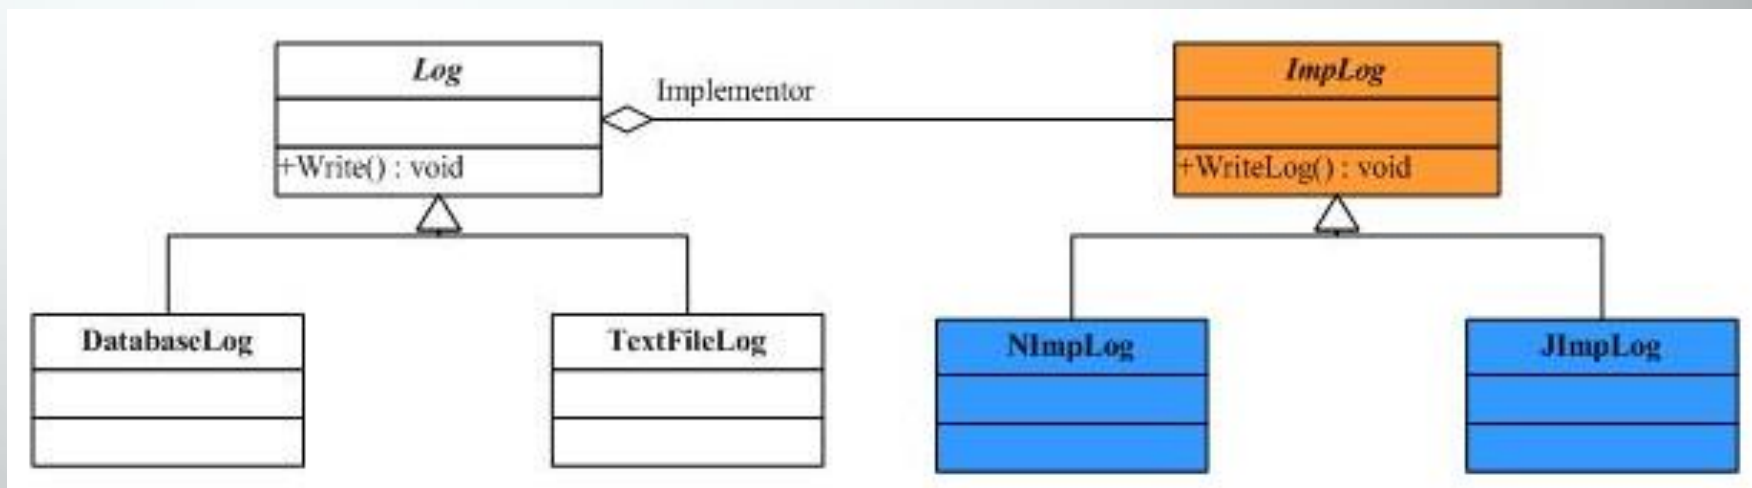 Log
Implementor
ImpLog
+Write() : void
+WriteLog() : void
DatabaseLog
TextFileLog
NImpLog
JImpLog